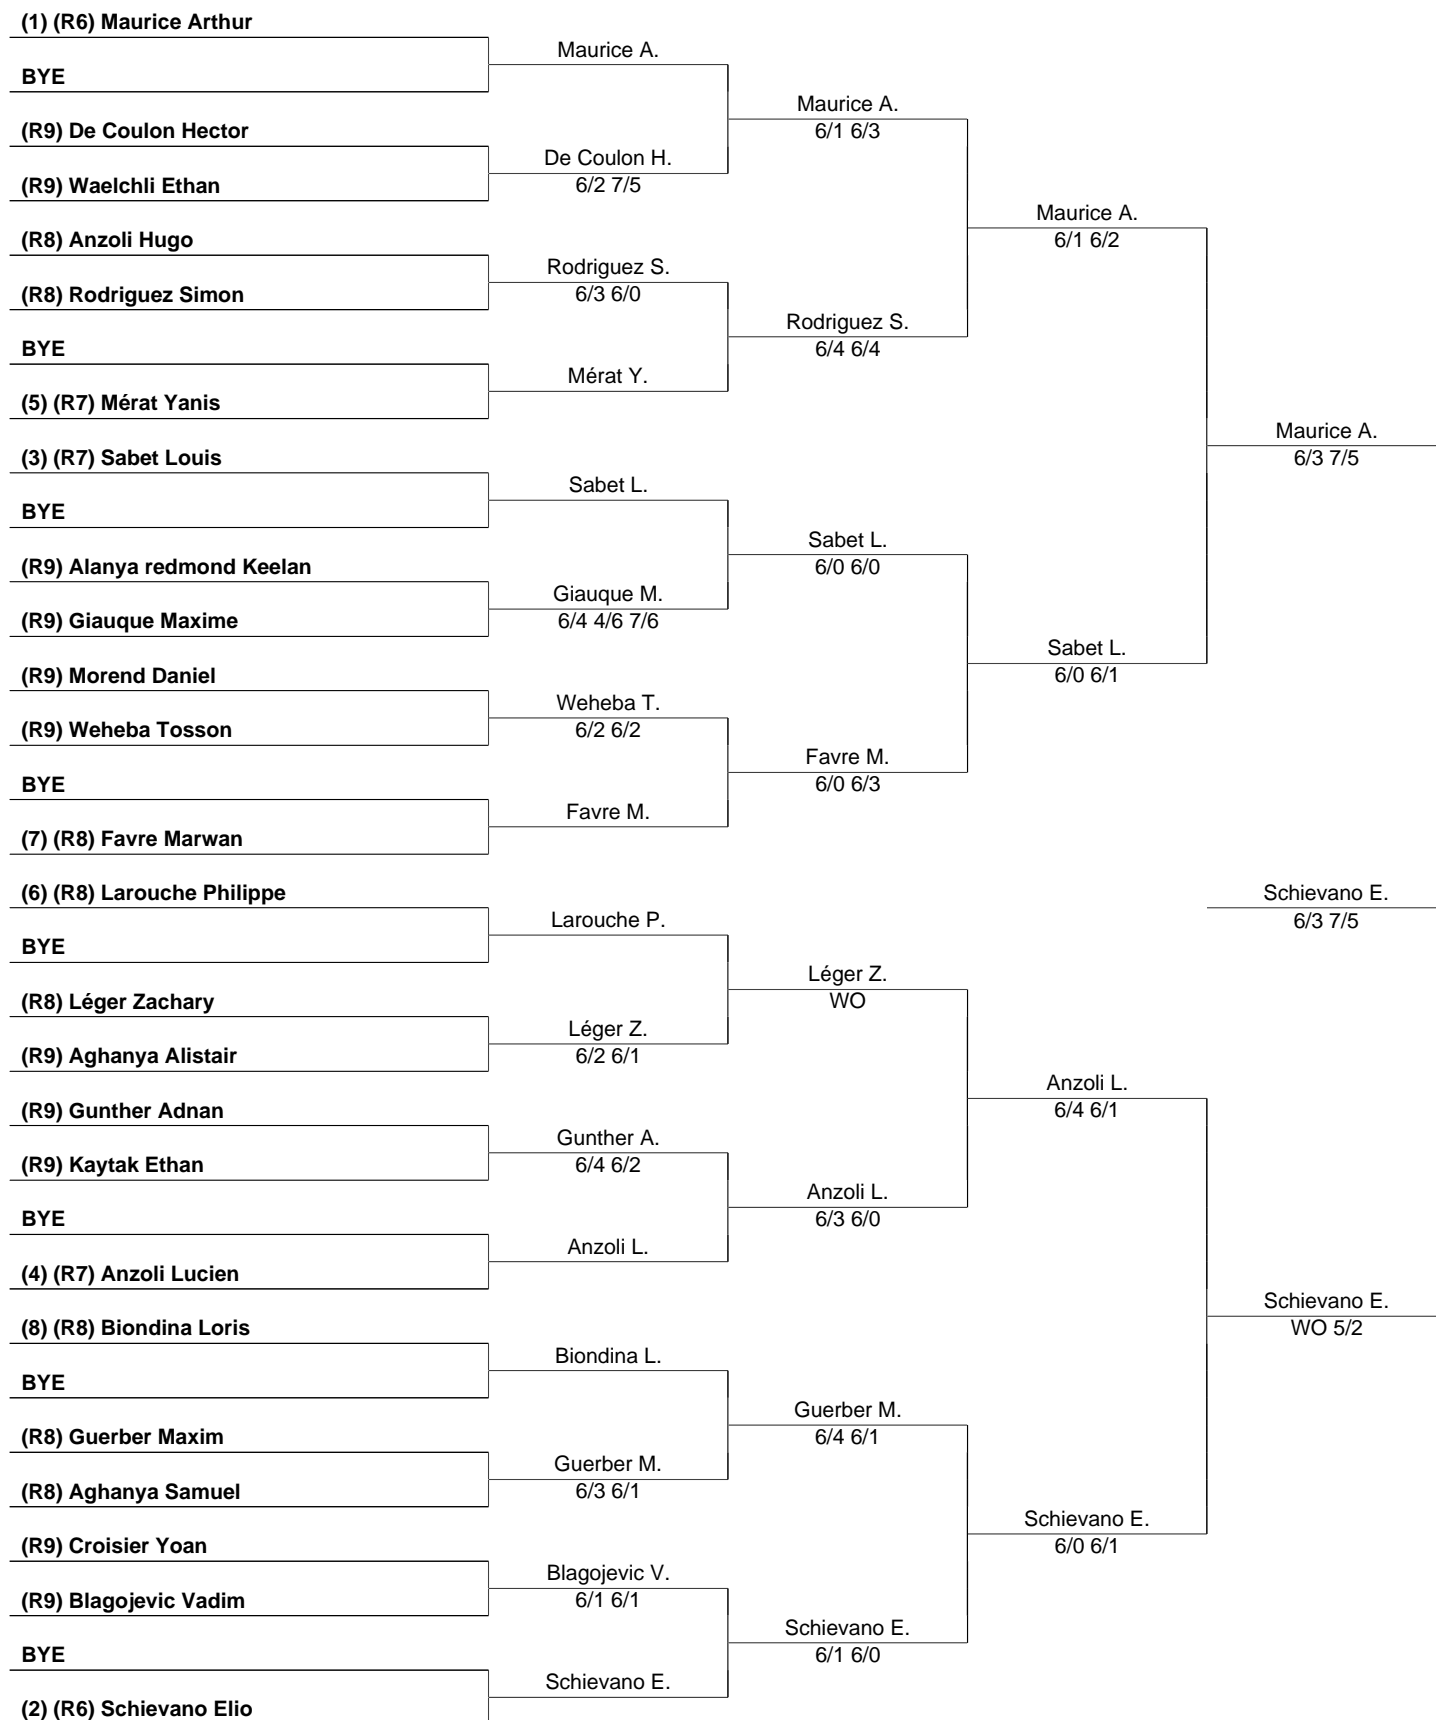 (1) (R6) Maurice Arthur
Maurice A.
BYE
Maurice A.
6/1 6/3
(R9) De Coulon Hector
De Coulon H.
6/2 7/5
(R9) Waelchli Ethan
Maurice A.
6/1 6/2
(R8) Anzoli Hugo
Rodriguez S.
6/3 6/0
(R8) Rodriguez Simon
Rodriguez S.
6/4 6/4
BYE
Mérat Y.
(5) (R7) Mérat Yanis
Maurice A.
6/3 7/5
(3) (R7) Sabet Louis
Sabet L.
BYE
Sabet L.
6/0 6/0
(R9) Alanya redmond Keelan
Giauque M.
6/4 4/6 7/6
(R9) Giauque Maxime
Sabet L.
6/0 6/1
(R9) Morend Daniel
Weheba T.
6/2 6/2
(R9) Weheba Tosson
Favre M.
6/0 6/3
BYE
Favre M.
(7) (R8) Favre Marwan
(6) (R8) Larouche Philippe
Schievano E.
6/3 7/5
Larouche P.
BYE
Léger Z.
WO
(R8) Léger Zachary
Léger Z.
6/2 6/1
(R9) Aghanya Alistair
Anzoli L.
6/4 6/1
(R9) Gunther Adnan
Gunther A.
6/4 6/2
(R9) Kaytak Ethan
Anzoli L.
6/3 6/0
BYE
Anzoli L.
(4) (R7) Anzoli Lucien
Schievano E.
WO 5/2
(8) (R8) Biondina Loris
Biondina L.
BYE
Guerber M.
6/4 6/1
(R8) Guerber Maxim
Guerber M.
6/3 6/1
(R8) Aghanya Samuel
Schievano E.
6/0 6/1
(R9) Croisier Yoan
Blagojevic V.
6/1 6/1
(R9) Blagojevic Vadim
Schievano E.
6/1 6/0
BYE
Schievano E.
(2) (R6) Schievano Elio